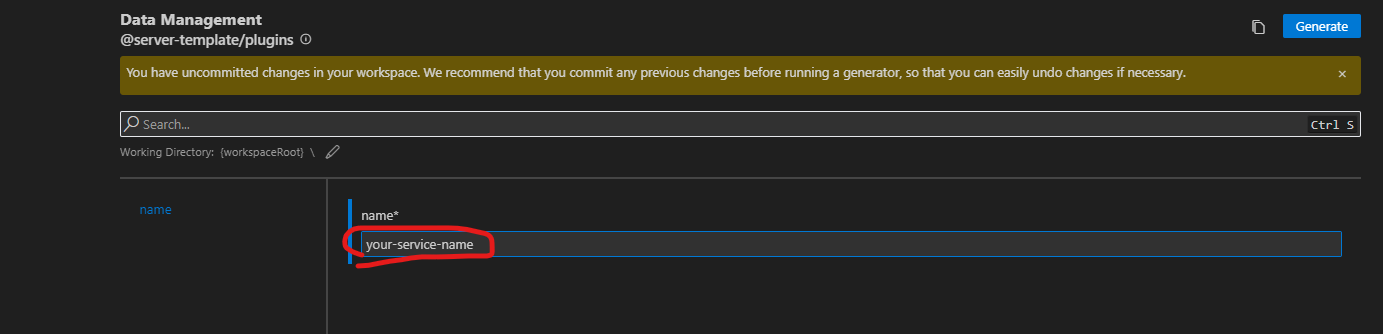 Data Management
@server-template/plugins
Generate
You have uncommitted changes in your workspace. We recommend that you commit any previous changes before running a generator, so that you can easily undo changes if necessary.
Search... Ctrl S
Working Directory: {workspaceRoot} \
name
name*
your-service-name